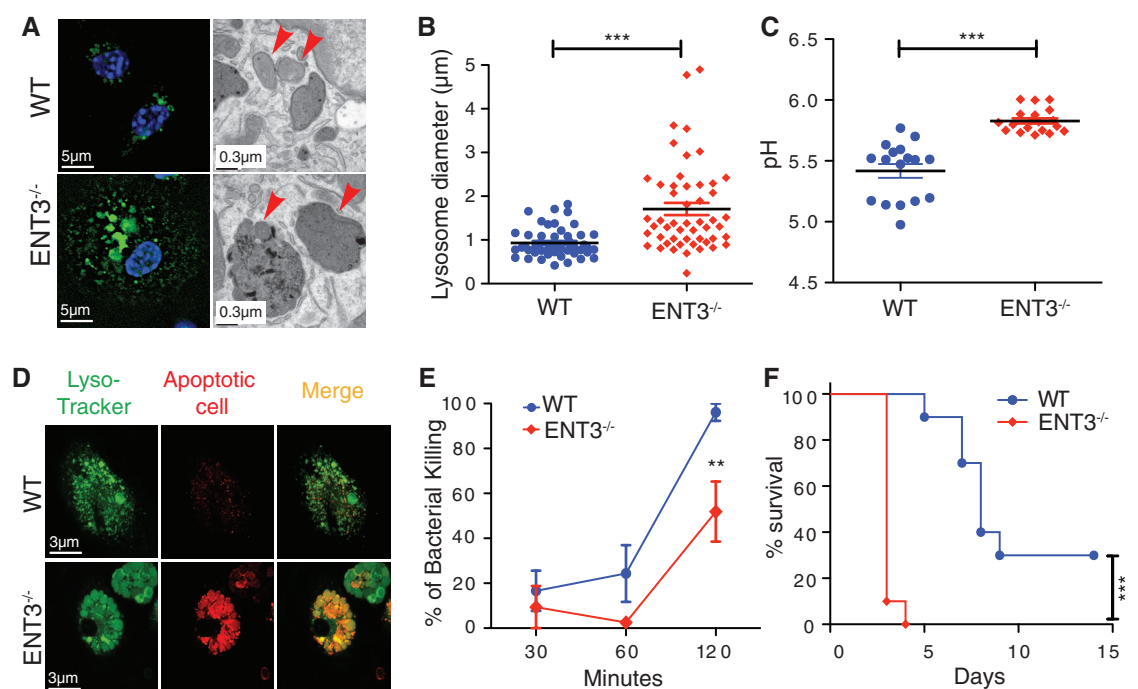 A
WT
5µm
0.3µm
ENT3-/-
5µm
0.3µm
B
***
Lysosome diameter (µm)
5
4
3
2
1
0
WT
ENT3-/-
C
***
pH
6.5
6.0
5.5
5.0
4.5
WT
ENT3-/-
D
Lyso-
Tracker
Apoptotic
cell
Merge
WT
3µm
ENT3-/-
3µm
E
WT
ENT3-/-
% of Bacterial Killing
100
80
60
40
20
0
**
30 60 120
Minutes
F
WT
ENT3-/-
% survival
100
80
60
40
20
0
***
0 5 10 15
Days